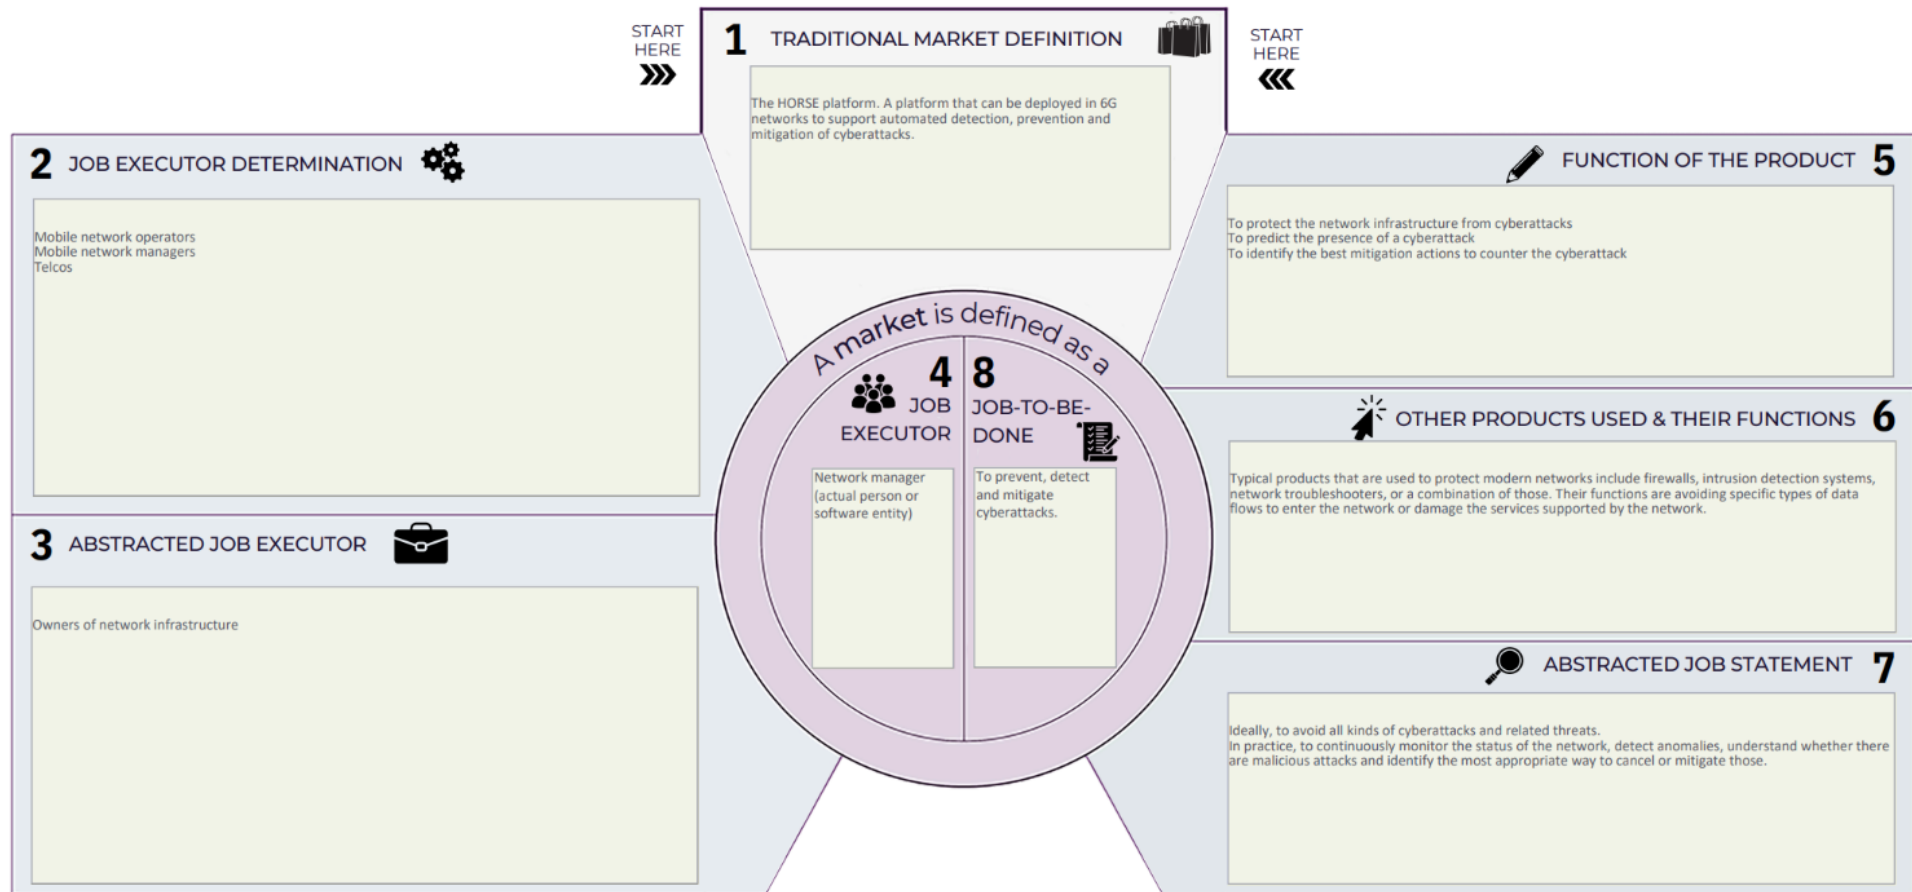 START
HERE
1 TRADITIONAL MARKET DEFINITION
START
HERE
The HORSE platform. A platform that can be deployed in 6G
networks to support automated detection, prevention and
mitigation of cyberattacks.
2 JOB EXECUTOR DETERMINATION
Mobile network operators
Mobile network managers
Telcos
3 ABSTRACTED JOB EXECUTOR
Owners of network infrastructure
A market is defined as a
4
JOB
EXECUTOR
Network manager
(actual person or
software entity)
8
JOB-TO-BE-
DONE
To prevent, detect
and mitigate
cyberattacks.
FUNCTION OF THE PRODUCT 5
To protect the network infrastructure from cyberattacks
To predict the presence of a cyberattack
To identify the best mitigation actions to counter the cyberattack
OTHER PRODUCTS USED & THEIR FUNCTIONS 6
Typical products that are used to protect modern networks include firewalls, intrusion detection systems,
network troubleshooters, or a combination of those. Their functions are avoiding specific types of data
flows to enter the network or damage the services supported by the network.
ABSTRACTED JOB STATEMENT 7
Ideally, to avoid all kinds of cyberattacks and related threats.
In practice, to continuously monitor the status of the network, detect anomalies, understand whether there
are malicious attacks and identify the most appropriate way to cancel or mitigate those.